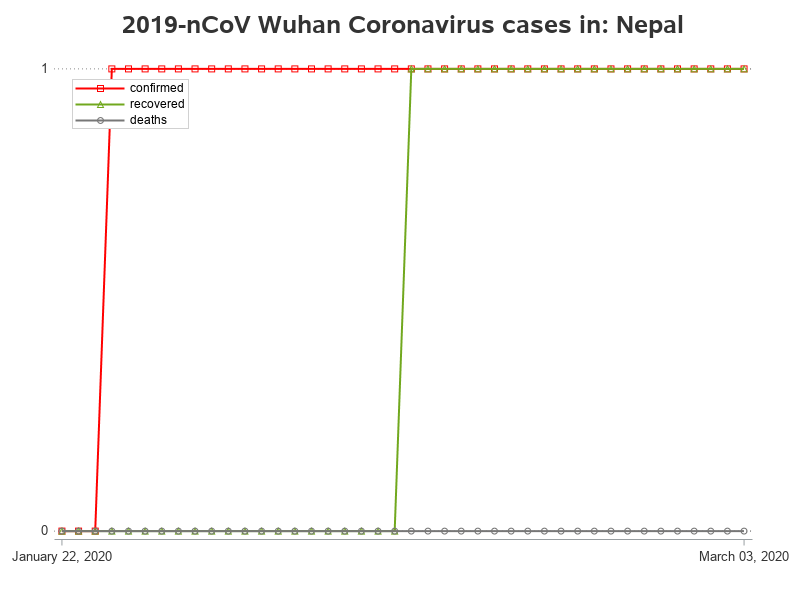 2019-nCoV Wuhan Coronavirus cases in: Nepal
1
confirmed
recovered
deaths
0
January 22, 2020
March 03, 2020